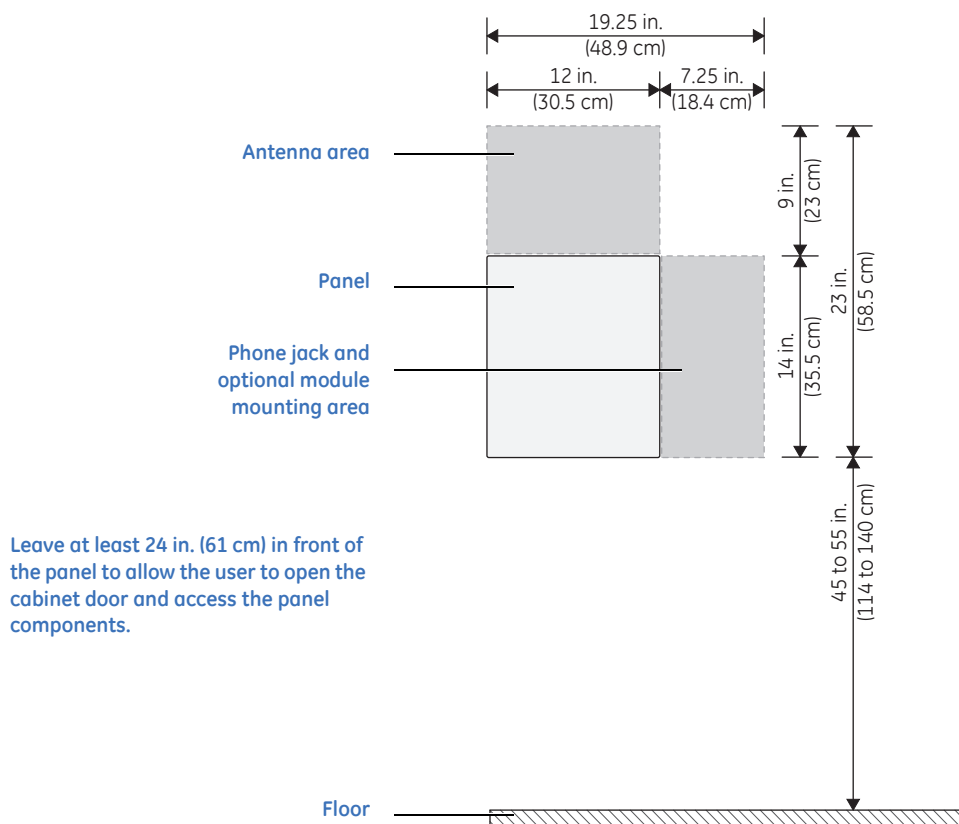 19.25 in.
(48.9 cm)
12 in.
(30.5 cm)
7.25 in.
(18.4 cm)
Antenna area
9 in.
(23 cm)
Panel
23 in.
(58.5 cm)
Phone jack and
optional module
mounting area
14 in.
(35.5 cm)
Leave at least 24 in. (61 cm) in front of
the panel to allow the user to open the
cabinet door and access the panel
components.
45 to 55 in.
(114 to 140 cm)
Floor